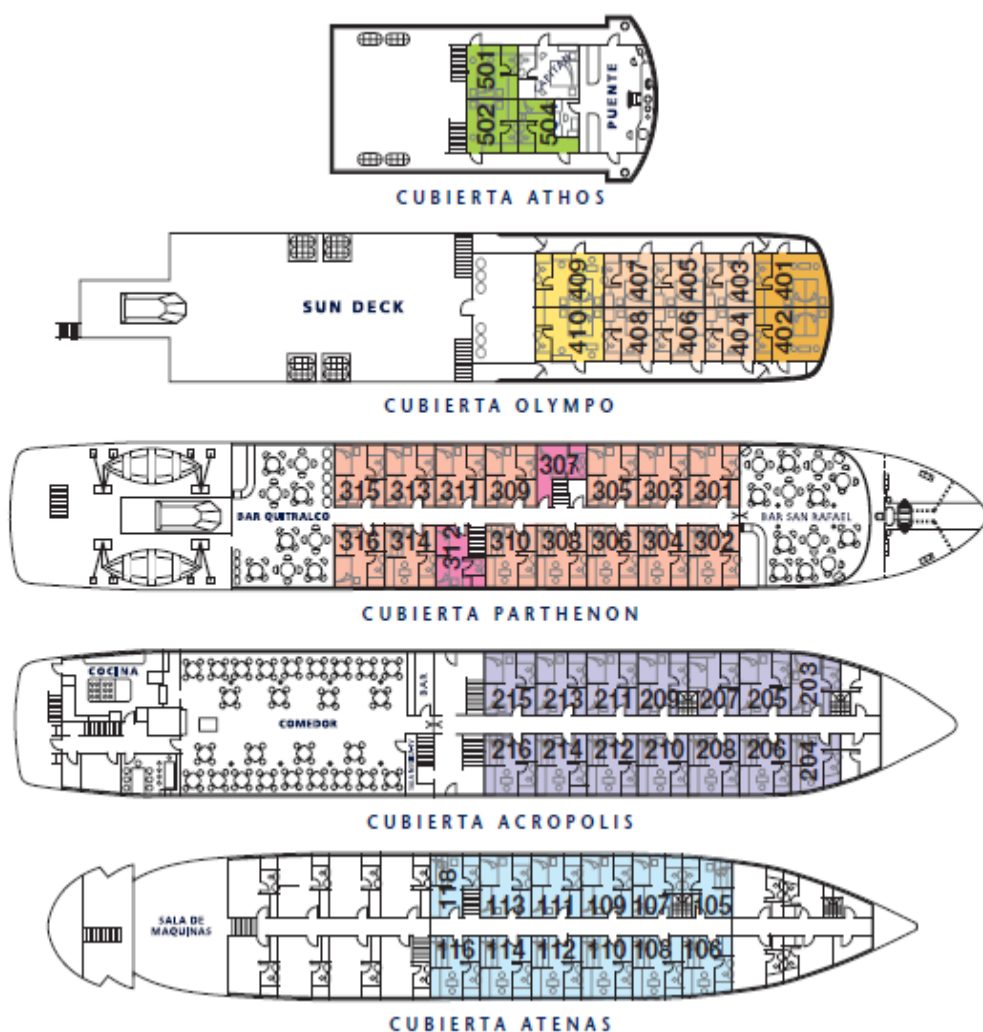 501
CAPITAN
PUENTE
502
504
CUBIERTA ATHOS
SUN DECK
409 407 405 403 401
410 408 406 404 402
CUBIERTA OLYMPO
307
315 313 311 309 305 303 301
BAR QUITRALCO
BAR SAN RAFAEL
316 314 312 310 308 306 304 302
CUBIERTA PARTHENON
COCINA
BAR
COMEDOR
215 213 211 209 207 205 203
216 214 212 210 208 206 204
CUBIERTA ACROPOLIS
SALA DE
MAQUINAS
118 113 111 109 107 105
116 114 112 110 108 106
CUBIERTA ATENAS